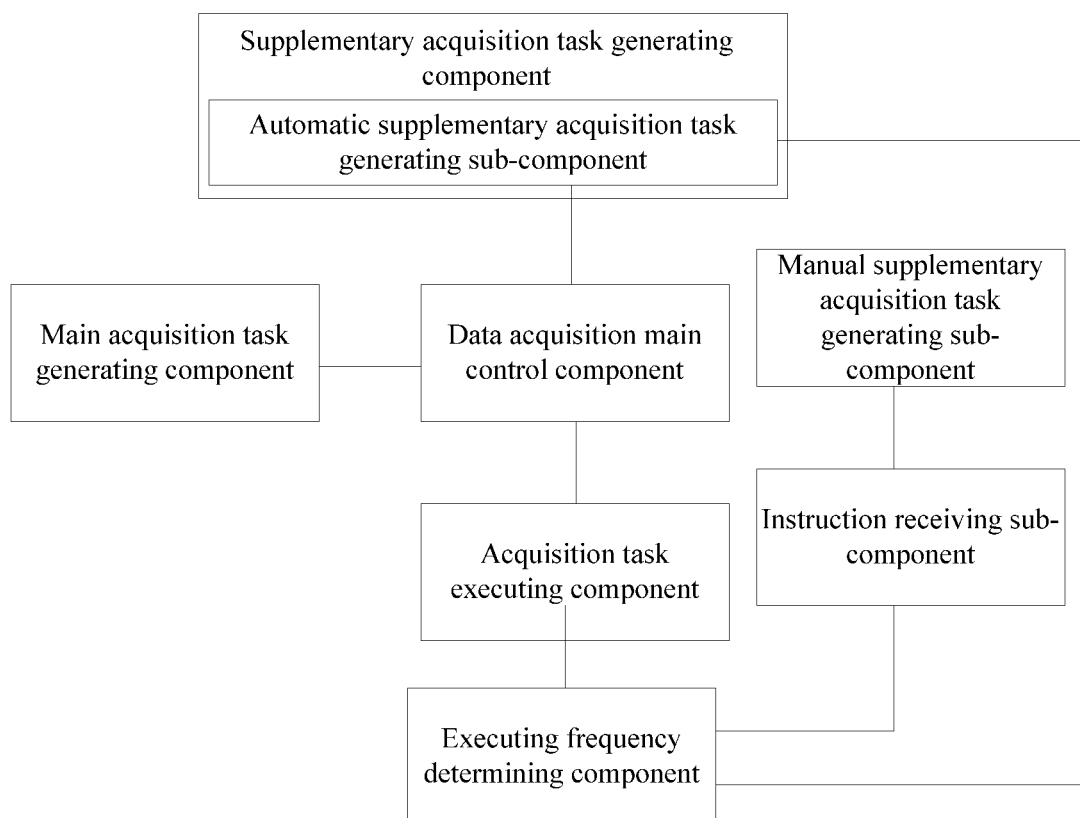 Supplementary acquisition task generating
component
Automatic supplementary acquisition task
generating sub-component
Main acquisition task
generating component
Data acquisition main
control component
Manual supplementary
acquisition task
generating sub-
component
Acquisition task
executing component
Instruction receiving sub-
component
Executing frequency
determining component